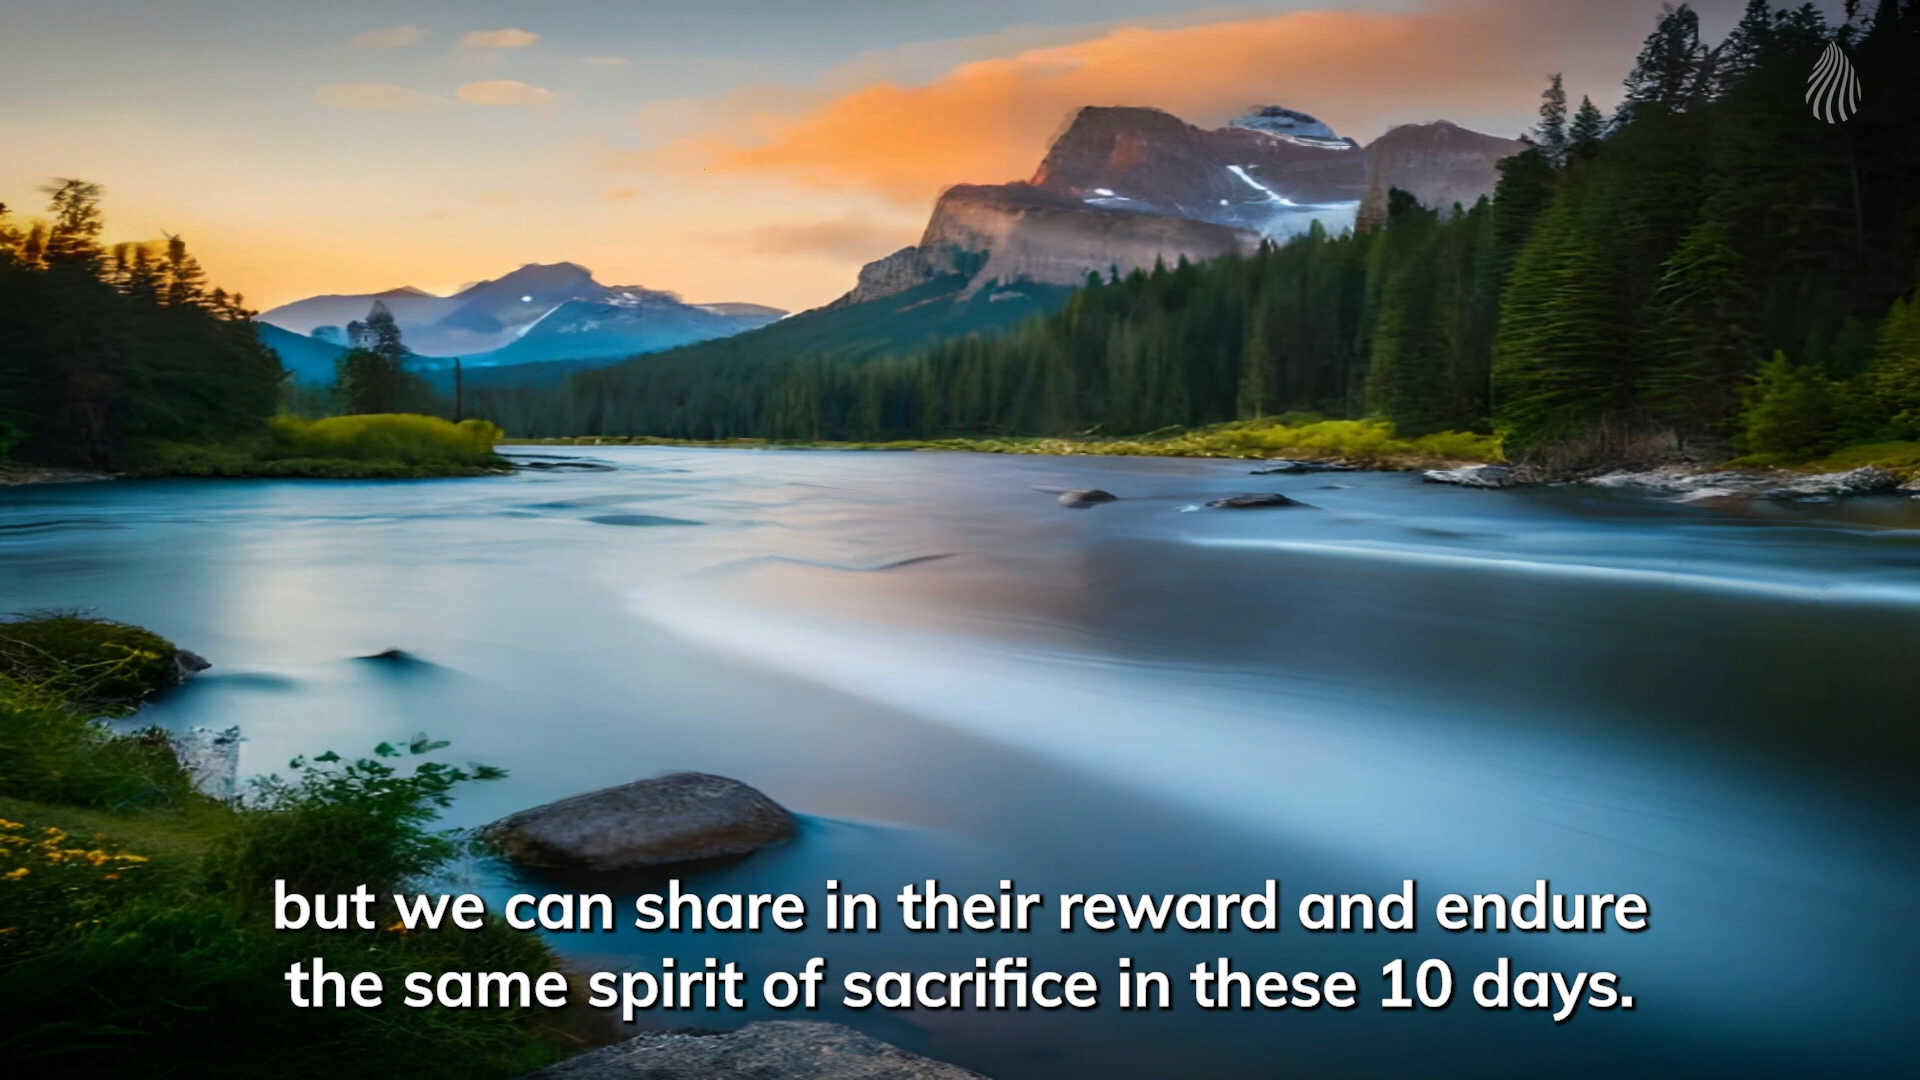 but we can share in their reward and endure
the same spirit of sacrifice in these 10 days.